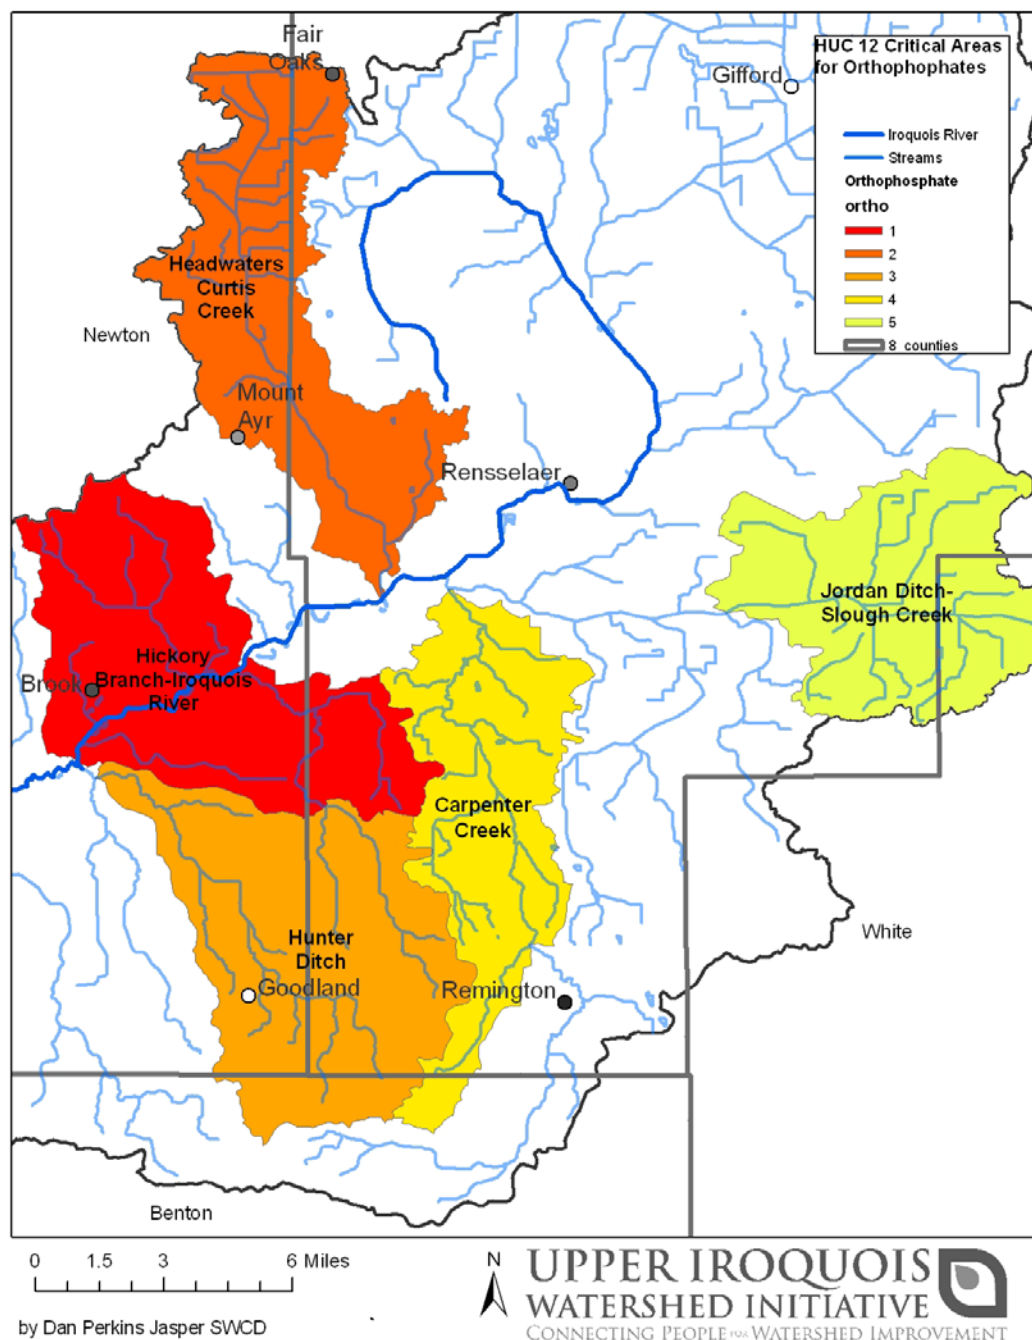 Fair
Oaks
Gifford
HUC 12 Critical Areas
for Orthophophates
Iroquois River
Streams
Orthophosphate
ortho
1
2
3
4
5
8 counties
Headwaters
Curtis
Creek
Newton
Mount
Ayr
Rensselaer
Jordan Ditch-
Slough Creek
Hickory
Branch-Iroquois
River
Brook
Carpenter
Creek
Hunter
Ditch
Goodland
Remington
White
Benton
0 1.5 3 6 Miles
N
by Dan Perkins Jasper SWCD
UPPER IROQUOIS
WATERSHED INITIATIVE
CONNECTING PEOPLE FOR WATERSHED IMPROVEMENT